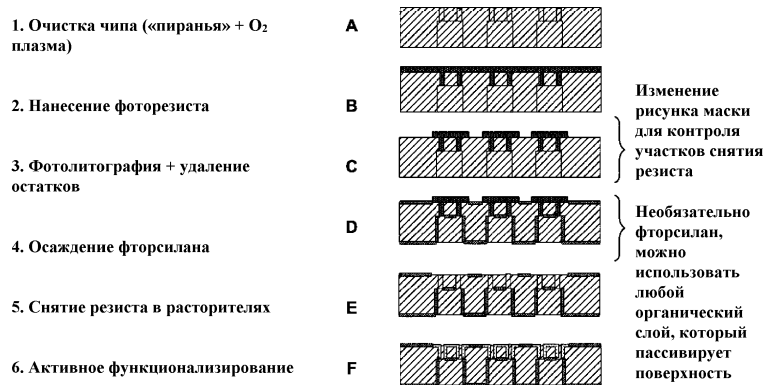 1. Очистка чипа («пиранья» + O₂
плазма)
A
2. Нанесение фоторезиста
B
3. Фотолитография + удаление
остатков
C
4. Осаждение фторсилана
D
5. Снятие резиста в расторителях
E
6. Активное функционализирование
F
Изменение
рисунка маски
для контроля
участков снятия
резиста
Необязательно
фторсилан,
можно
использовать
любой
органический
слой, который
пассивирует
поверхность